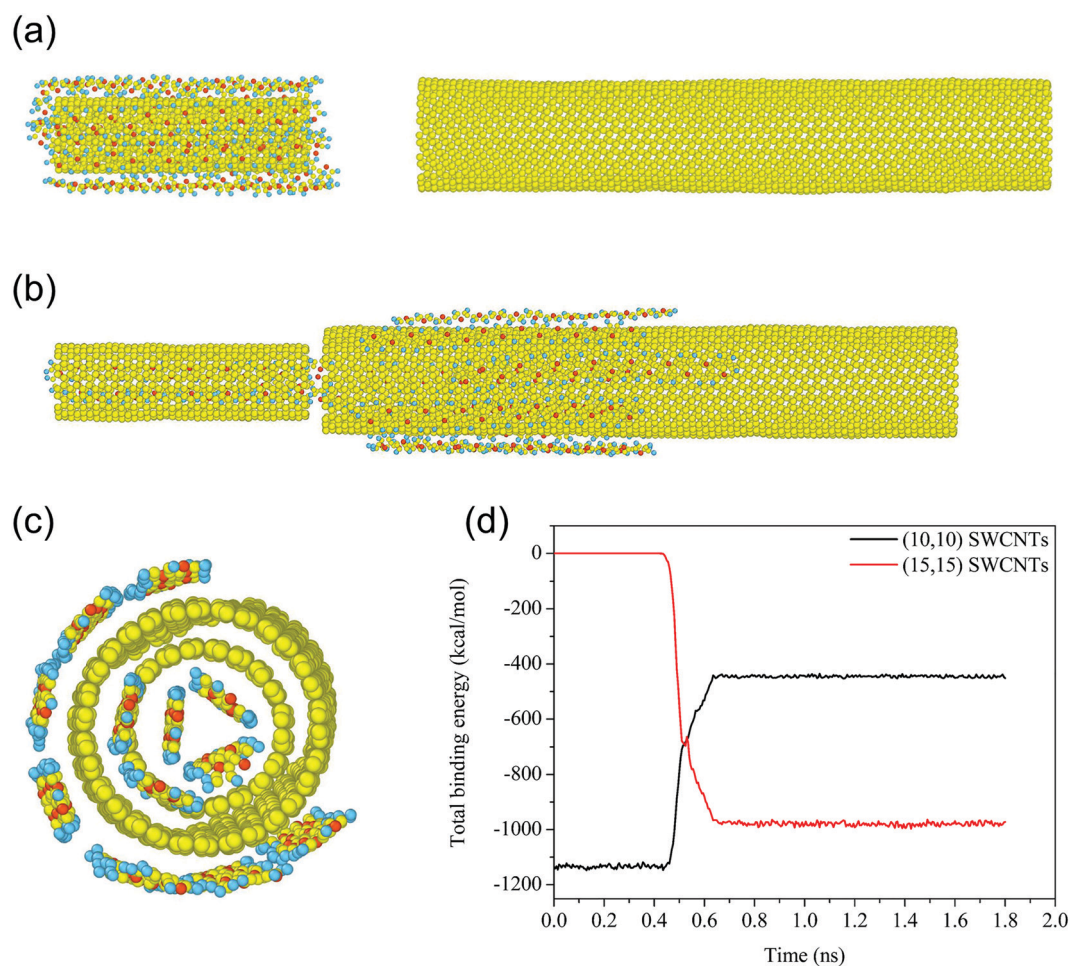 (a)
(b)
(c)
(d)
(10,10) SWCNTs
(15,15) SWCNTs
Total binding energy (kcal/mol)
0
-200
-400
-600
-800
-1000
-1200
0.0 0.2 0.4 0.6 0.8 1.0 1.2 1.4 1.6 1.8 2.0
Time (ns)